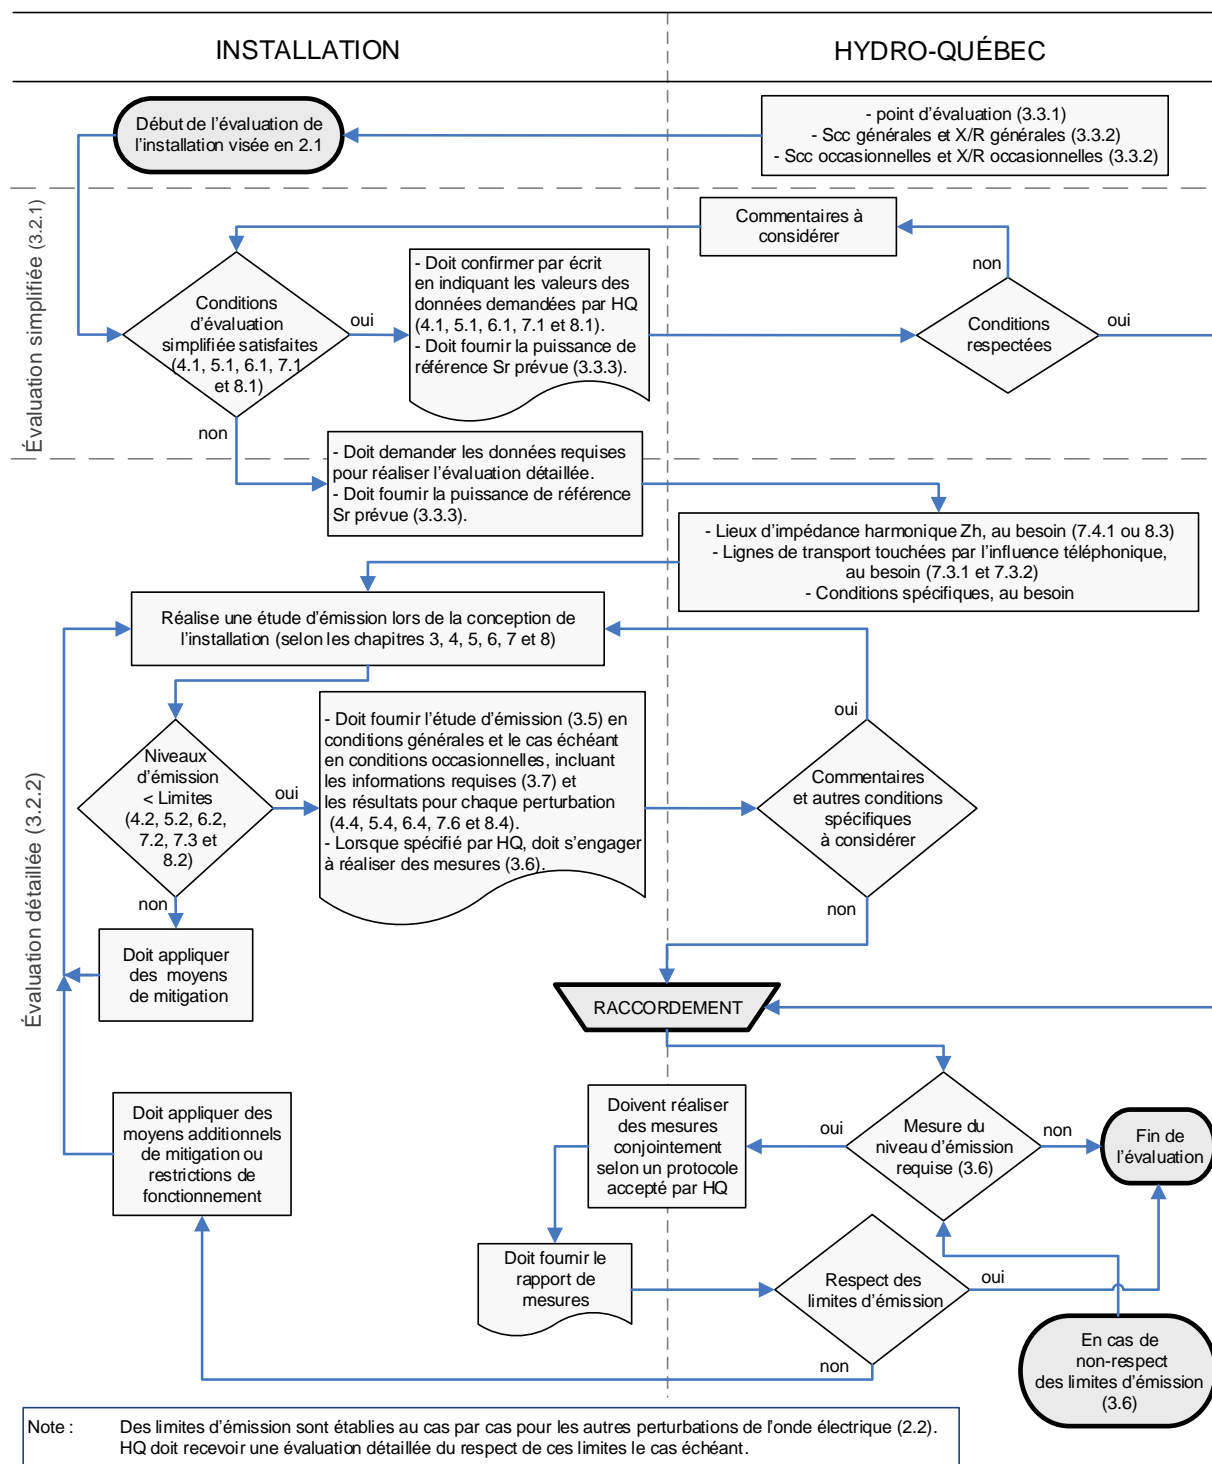 INSTALLATION
HYDRO-QUÉBEC
Début de l’évaluation de
l’installation visée en 2.1
- point d’évaluation (3.3.1)
- Scc générales et X/R générales (3.3.2)
- Scc occasionnelles et X/R occasionnelles (3.3.2)
Évaluation simplifiée (3.2.1)
Commentaires à
considérer
non
Conditions
d’évaluation
simplifiée satisfaites
(4.1, 5.1, 6.1, 7.1
et 8.1)
oui
- Doit confirmer par écrit
en indiquant les valeurs des
données demandées par HQ
(4.1, 5.1, 6.1, 7.1 et 8.1).
- Doit fournir la puissance de
référence Sr prévue (3.3.3).
Conditions
respectées
oui
non
- Doit demander les données requises
pour réaliser l’évaluation détaillée.
- Doit fournir la puissance de référence
Sr prévue (3.3.3).
- Lieux d’impédance harmonique Zh, au besoin (7.4.1 ou 8.3)
- Lignes de transport touchées par l’influence téléphonique,
au besoin (7.3.1 et 7.3.2)
- Conditions spécifiques, au besoin
Évaluation détaillée (3.2.2)
Réalise une étude d’émission lors de la conception de
l’installation (selon les chapitres 3, 4, 5, 6, 7 et 8)
oui
Niveaux
d’émission
< Limites
(4.2, 5.2, 6.2,
7.2, 7.3 et
8.2)
oui
- Doit fournir l’étude d’émission (3.5) en
conditions générales et le cas échéant
en conditions occasionnelles, incluant
les informations requises (3.7) et
les résultats pour chaque perturbation
(4.4, 5.4, 6.4, 7.6 et 8.4).
- Lorsque spécifié par HQ, doit s’engager
à réaliser des mesures (3.6).
Commentaires
et autres conditions
spécifiques
à considérer
non
non
Doit appliquer
des moyens
de mitigation
RACCORDEMENT
Doit appliquer des
moyens additionnels
de mitigation ou
restrictions de
fonctionnement
Doivent réaliser
des mesures
conjointement
selon un protocole
accepté par HQ
oui
Mesure du
niveau d’émission
requise (3.6)
non
Fin de
l’évaluation
Doit fournir le
rapport de
mesures
Respect des
limites d’émission
oui
non
En cas de
non-respect
des limites d’émission
(3.6)
Note : Des limites d’émission sont établies au cas par cas pour les autres perturbations de l’onde électrique (2.2).
HQ doit recevoir une évaluation détaillée du respect de ces limites le cas échéant.